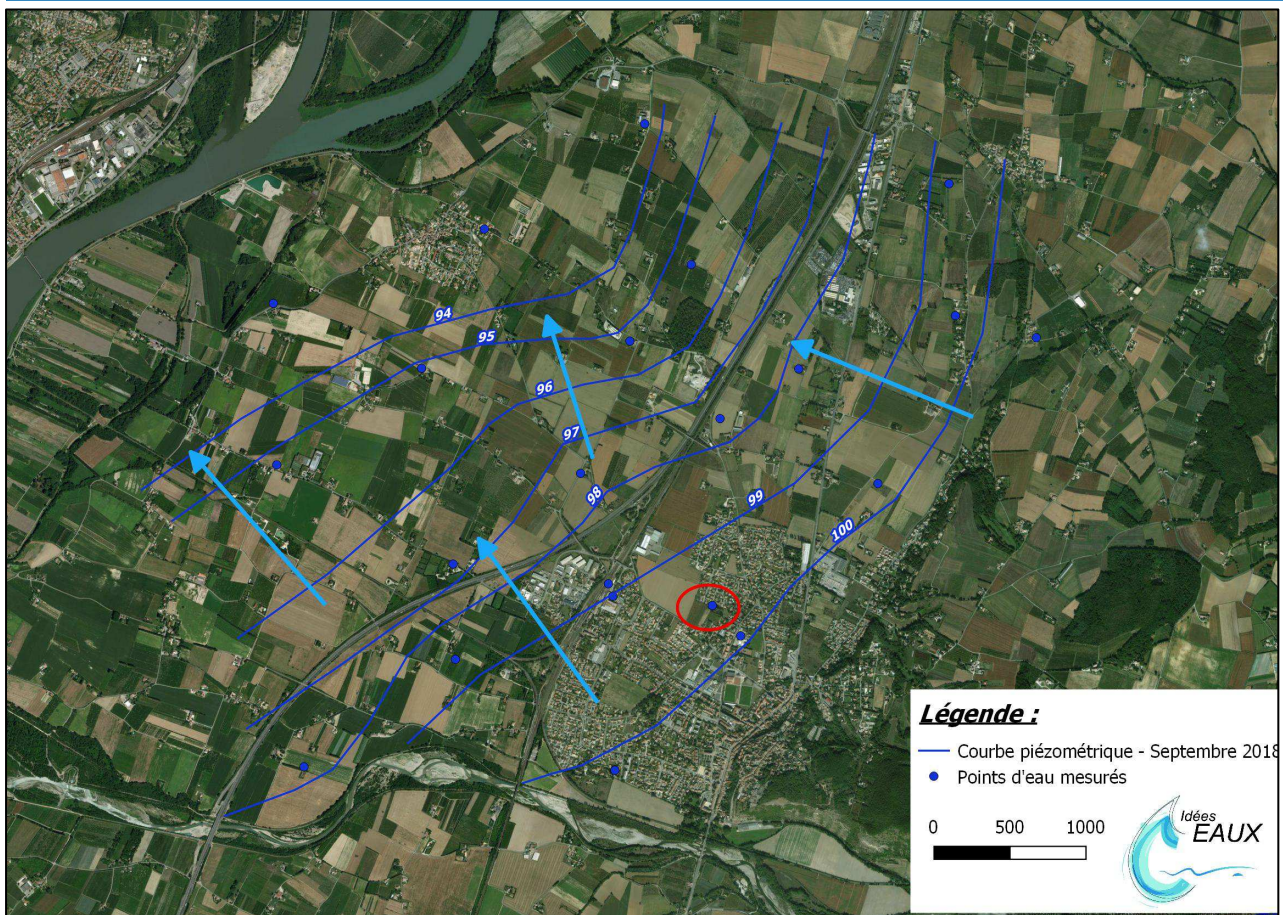 94
95
96
97
98
99
100
Légende :
Courbe piézométrique - Septembre 2018
Points d'eau mesurés
0 500 1000
Idées
EAUX